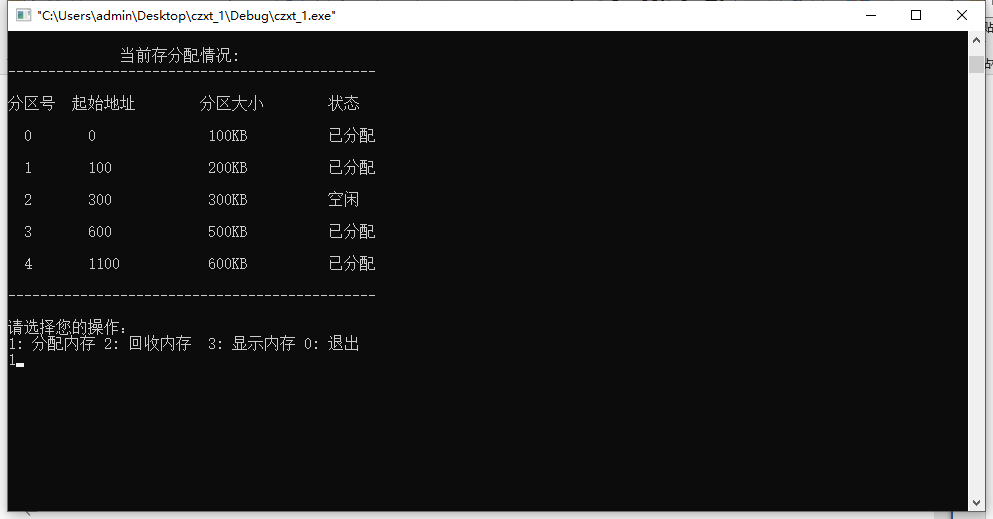 "C:\Users\admin\Desktop\czxt_1\Debug\czxt_1.exe"
当前存分配情况:
-----------------------------------------------
分区号 起始地址 分区大小 状态
0 0 100KB 已分配
1 100 200KB 已分配
2 300 300KB 空闲
3 600 500KB 已分配
4 1100 600KB 已分配
-----------------------------------------------
请选择您的操作:
1: 分配内存 2: 回收内存 3: 显示内存 0: 退出
1